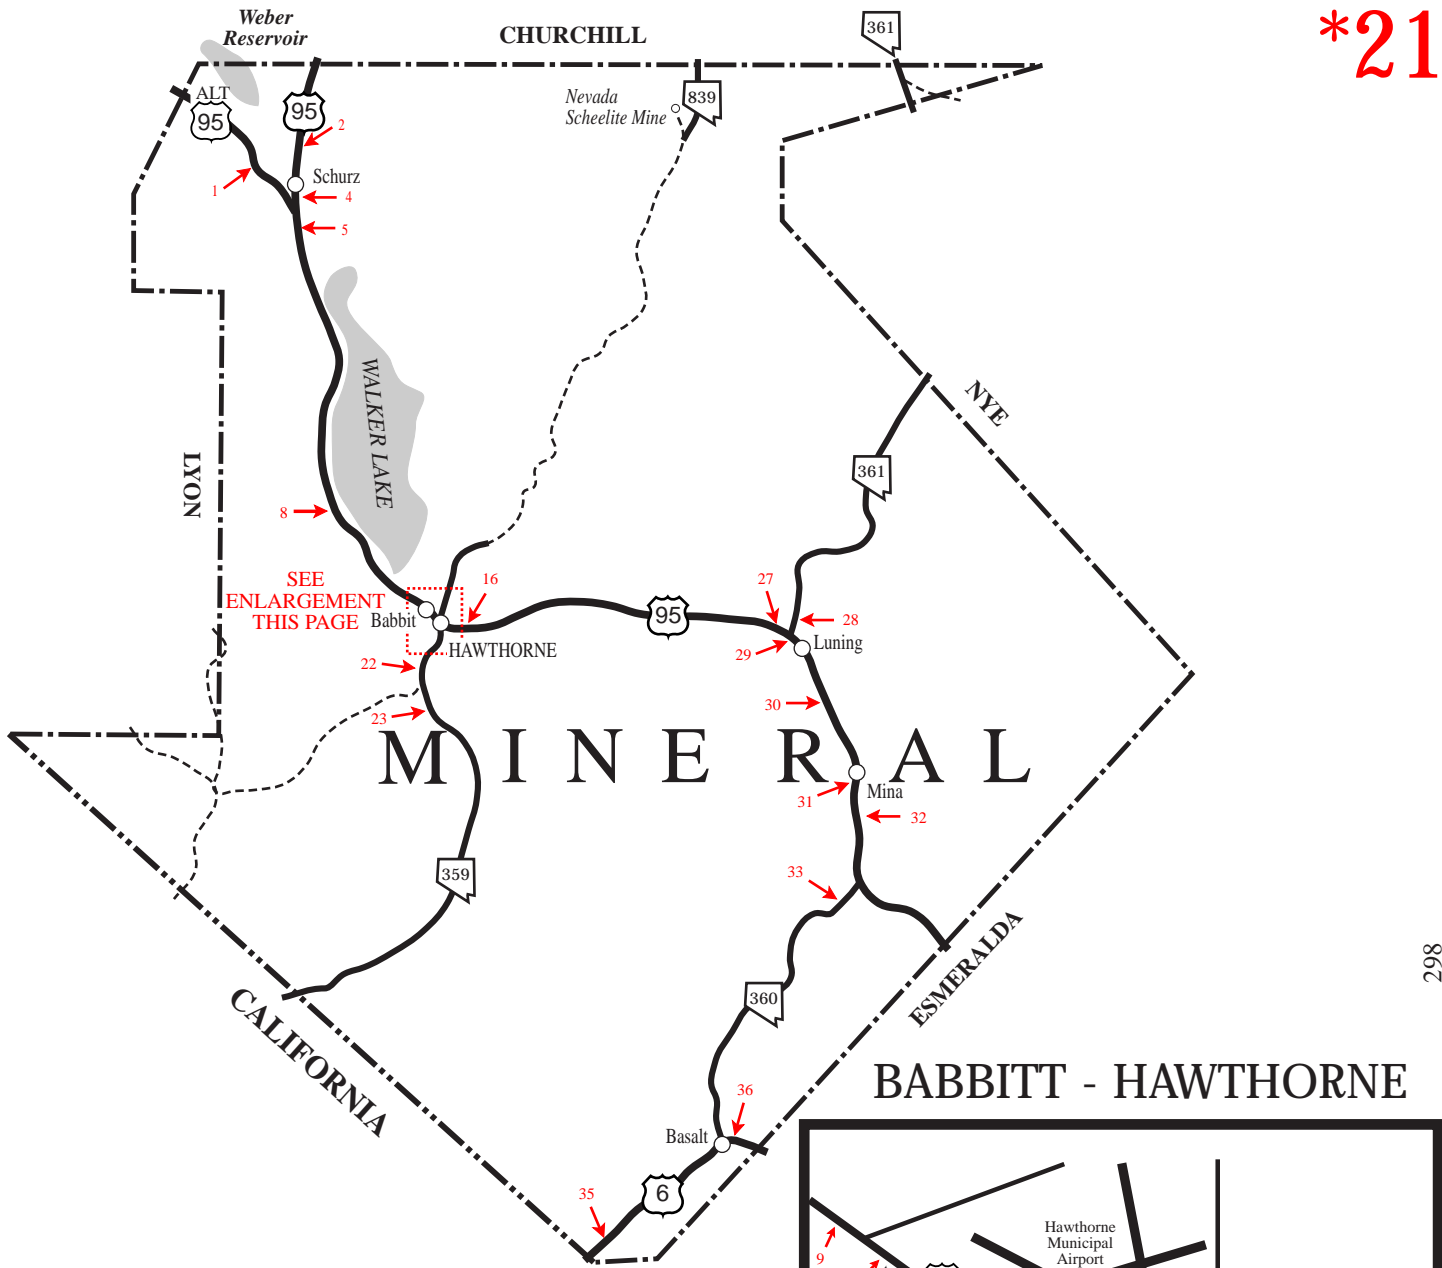 Weber
Reservoir
CHURCHILL
361
*21
ALT
95
95
Nevada
Scheelite Mine
839
2
1
Schurz
4
5
WALKER LAKE
NYE
LYON
361
8
SEE
ENLARGEMENT
THIS PAGE
16
27
Babbit
95
28
HAWTHORNE
29
Luning
22
30
23
MINERAL
31
Mina
32
359
33
298
CALIFORNIA
360
ESMERALDA
BABBITT - HAWTHORNE
36
Basalt
6
35
Hawthorne
Municipal
Airport
9